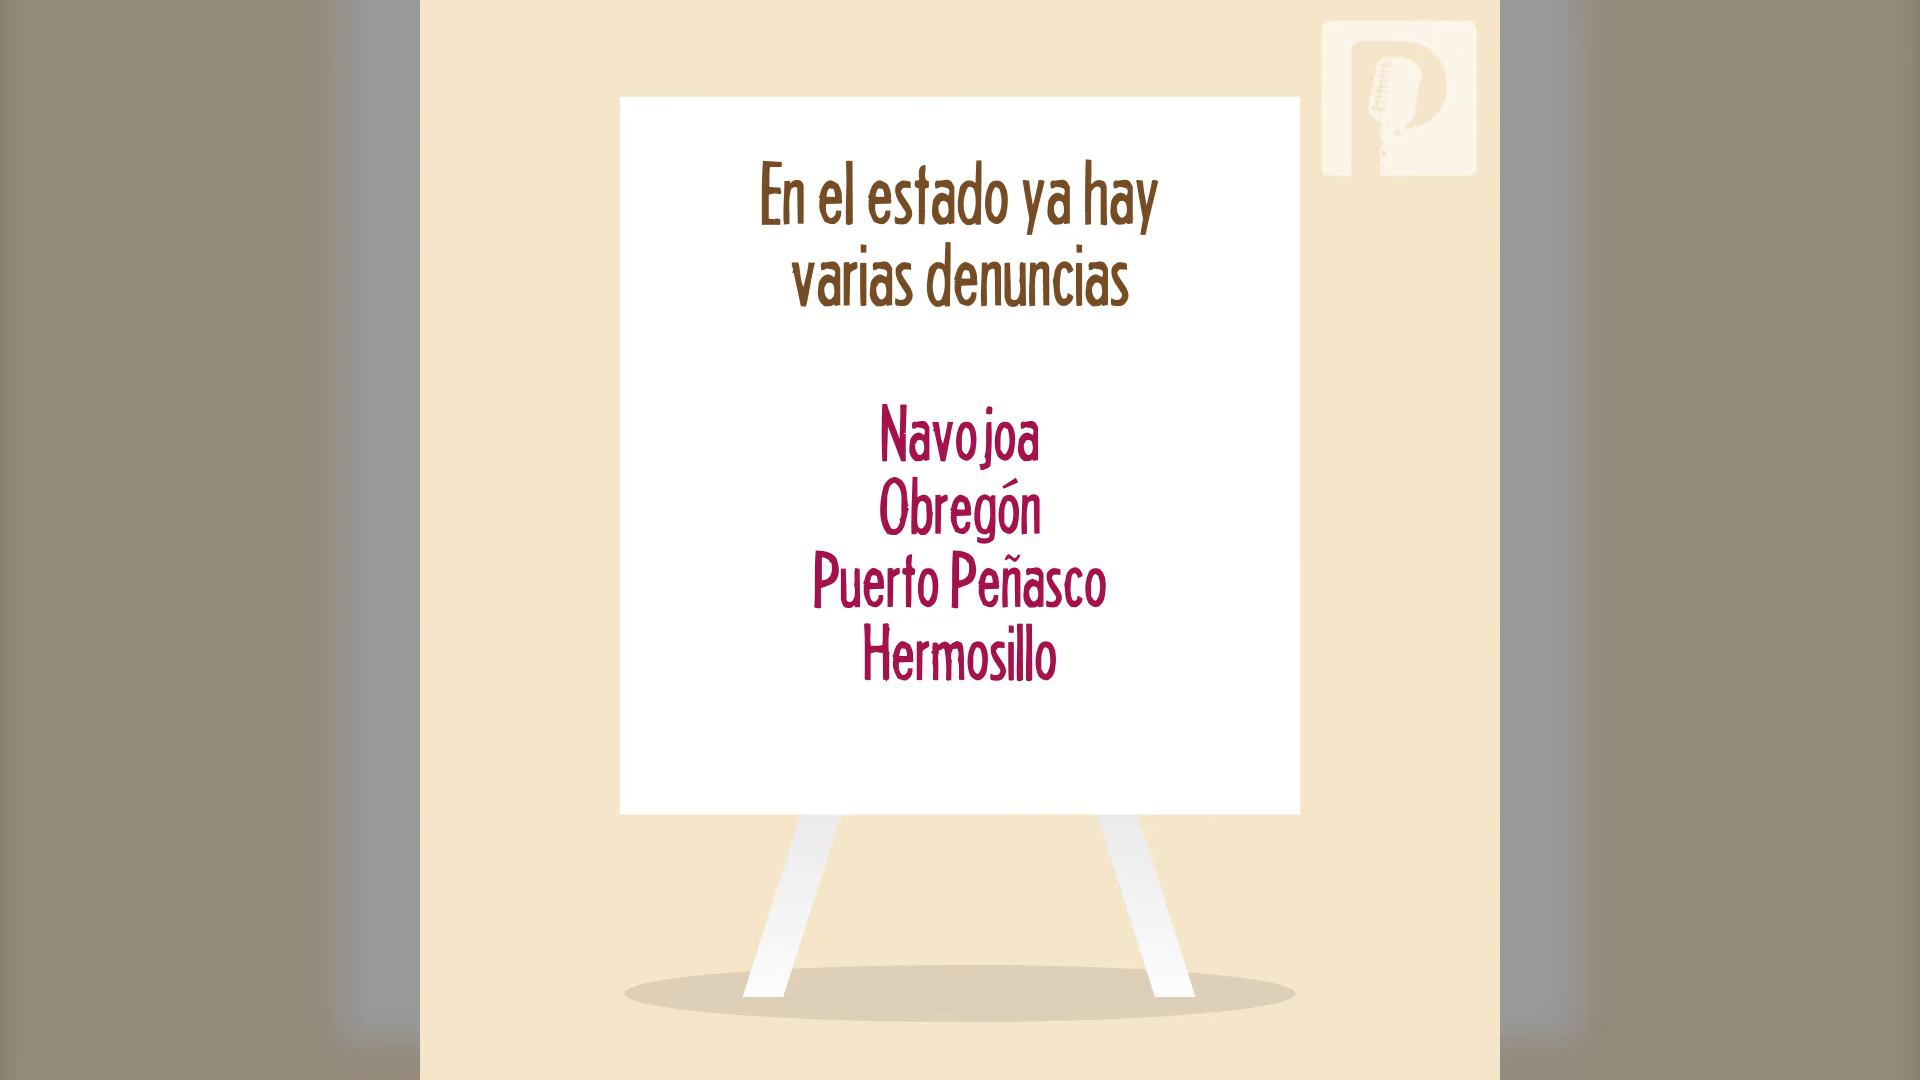 En el estado ya hay
varias denuncias
Navojoa
Obregón
Puerto Peñasco
Hermosillo